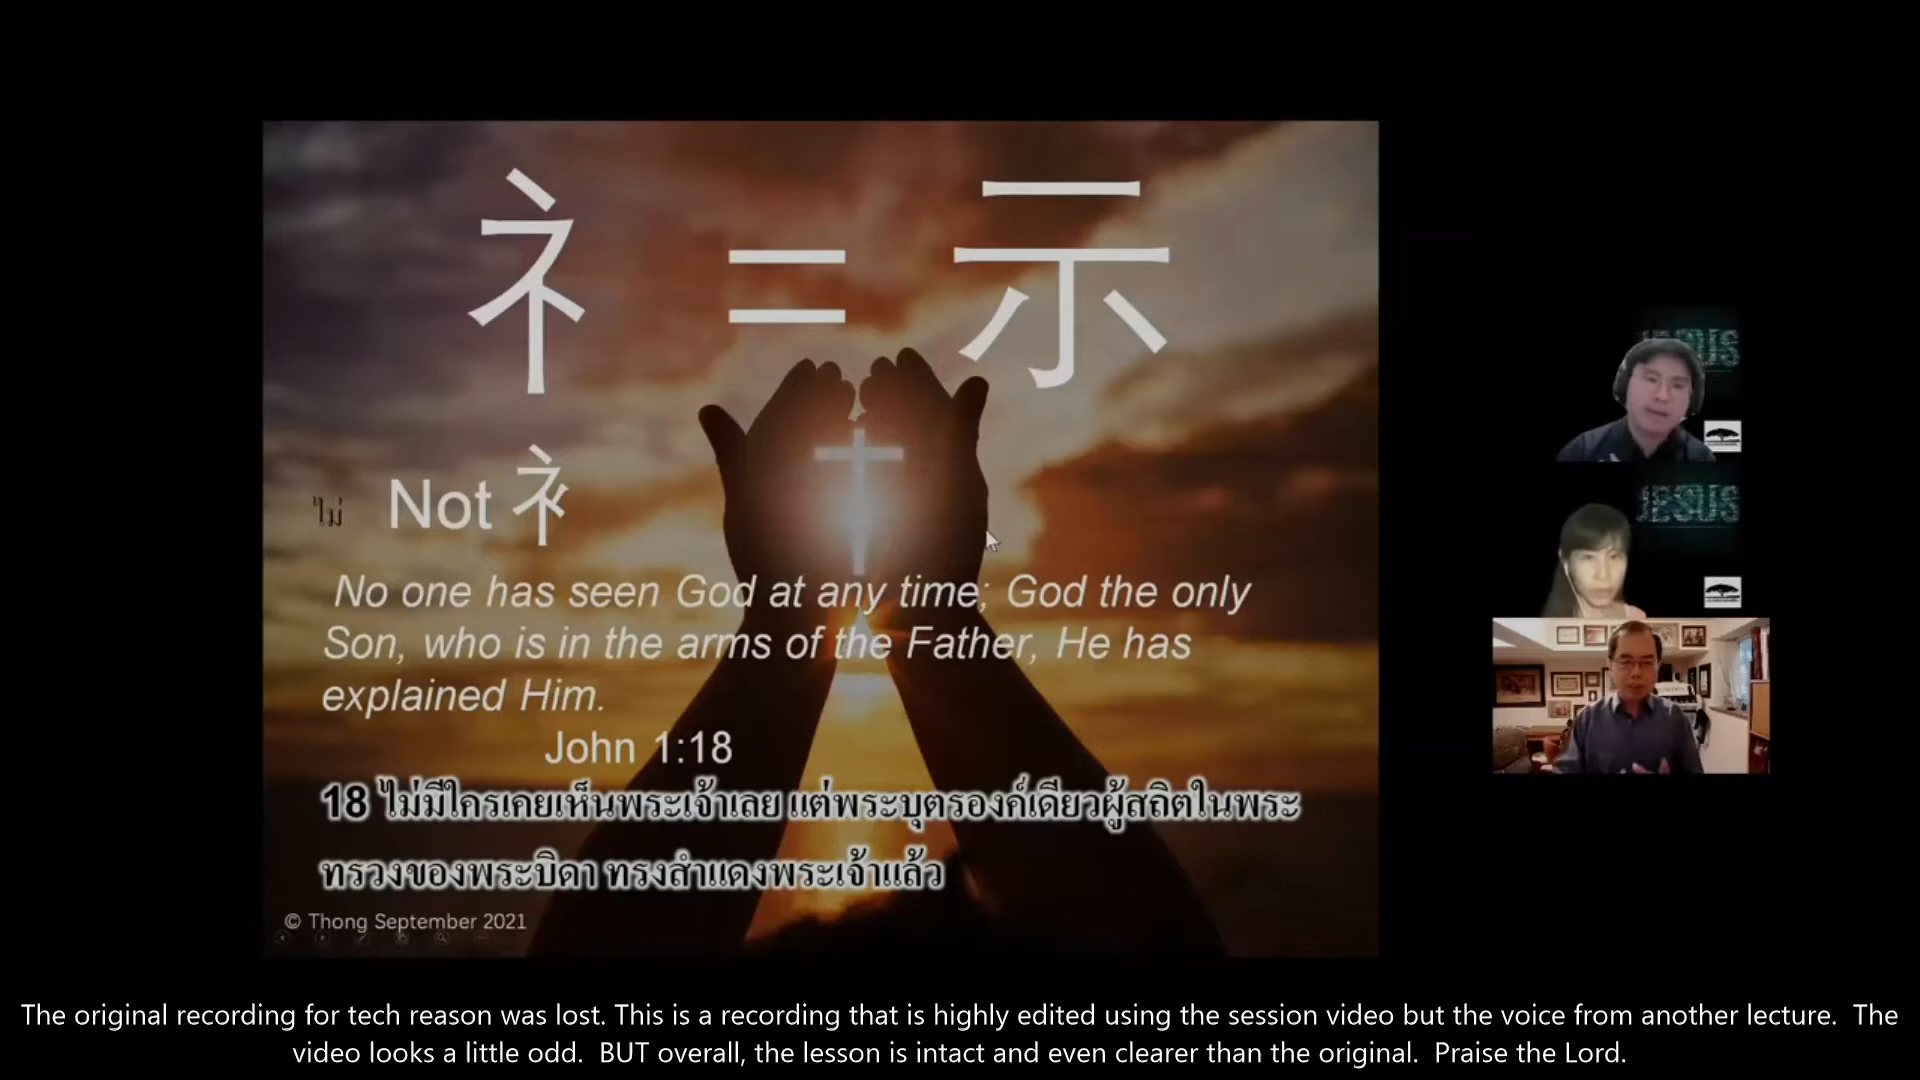 礻 = 示
ไม่ Not 衤
No one has seen God at any time; God the only
Son, who is in the arms of the Father, He has
explained Him.
John 1:18
18 ไม่มีใครเคยเห็นพระเจ้าเลย แต่พระบุตรองค์เดียวผู้สถิตในพระ
ทรวงของพระบิดา ทรงสำแดงพระเจ้าแล้ว
© Thong September 2021
JESUS
JESUS
The original recording for tech reason was lost. This is a recording that is highly edited using the session video but the voice from another lecture. The
video looks a little odd. BUT overall, the lesson is intact and even clearer than the original. Praise the Lord.